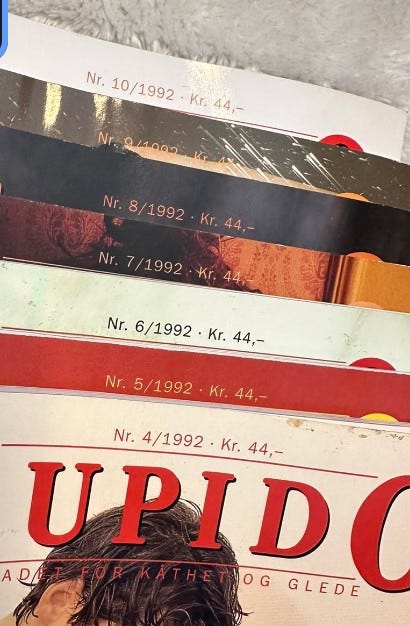 Nr. 10/1992 · Kr. 44,-
Nr. 9/1992 · Kr. 44,-
Nr. 8/1992 · Kr. 44,-
Nr. 7/1992 · Kr. 44,-
Nr. 6/1992 · Kr. 44,-
Nr. 5/1992 · Kr. 44,-
Nr. 4/1992 · Kr. 44,-
UPIDO
ADET FOR KÅTHET OG GLEDE